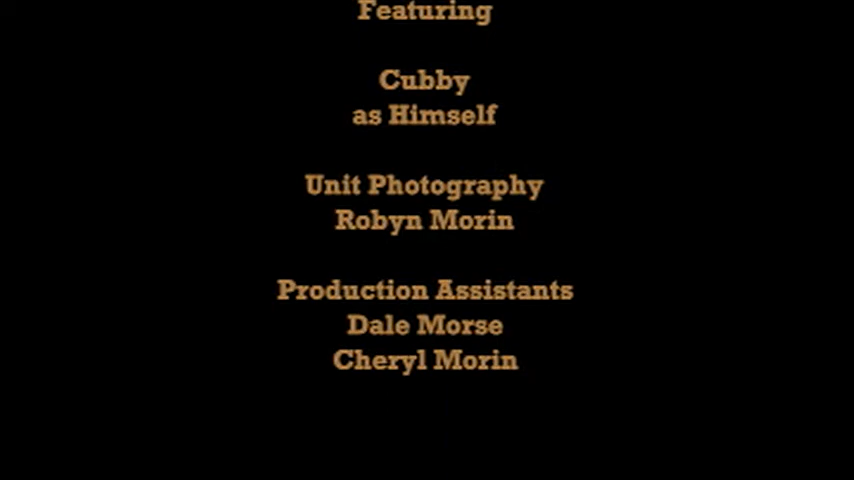 Featuring
Cubby
as Himself
Unit Photography
Robyn Morin
Production Assistants
Dale Morse
Cheryl Morin